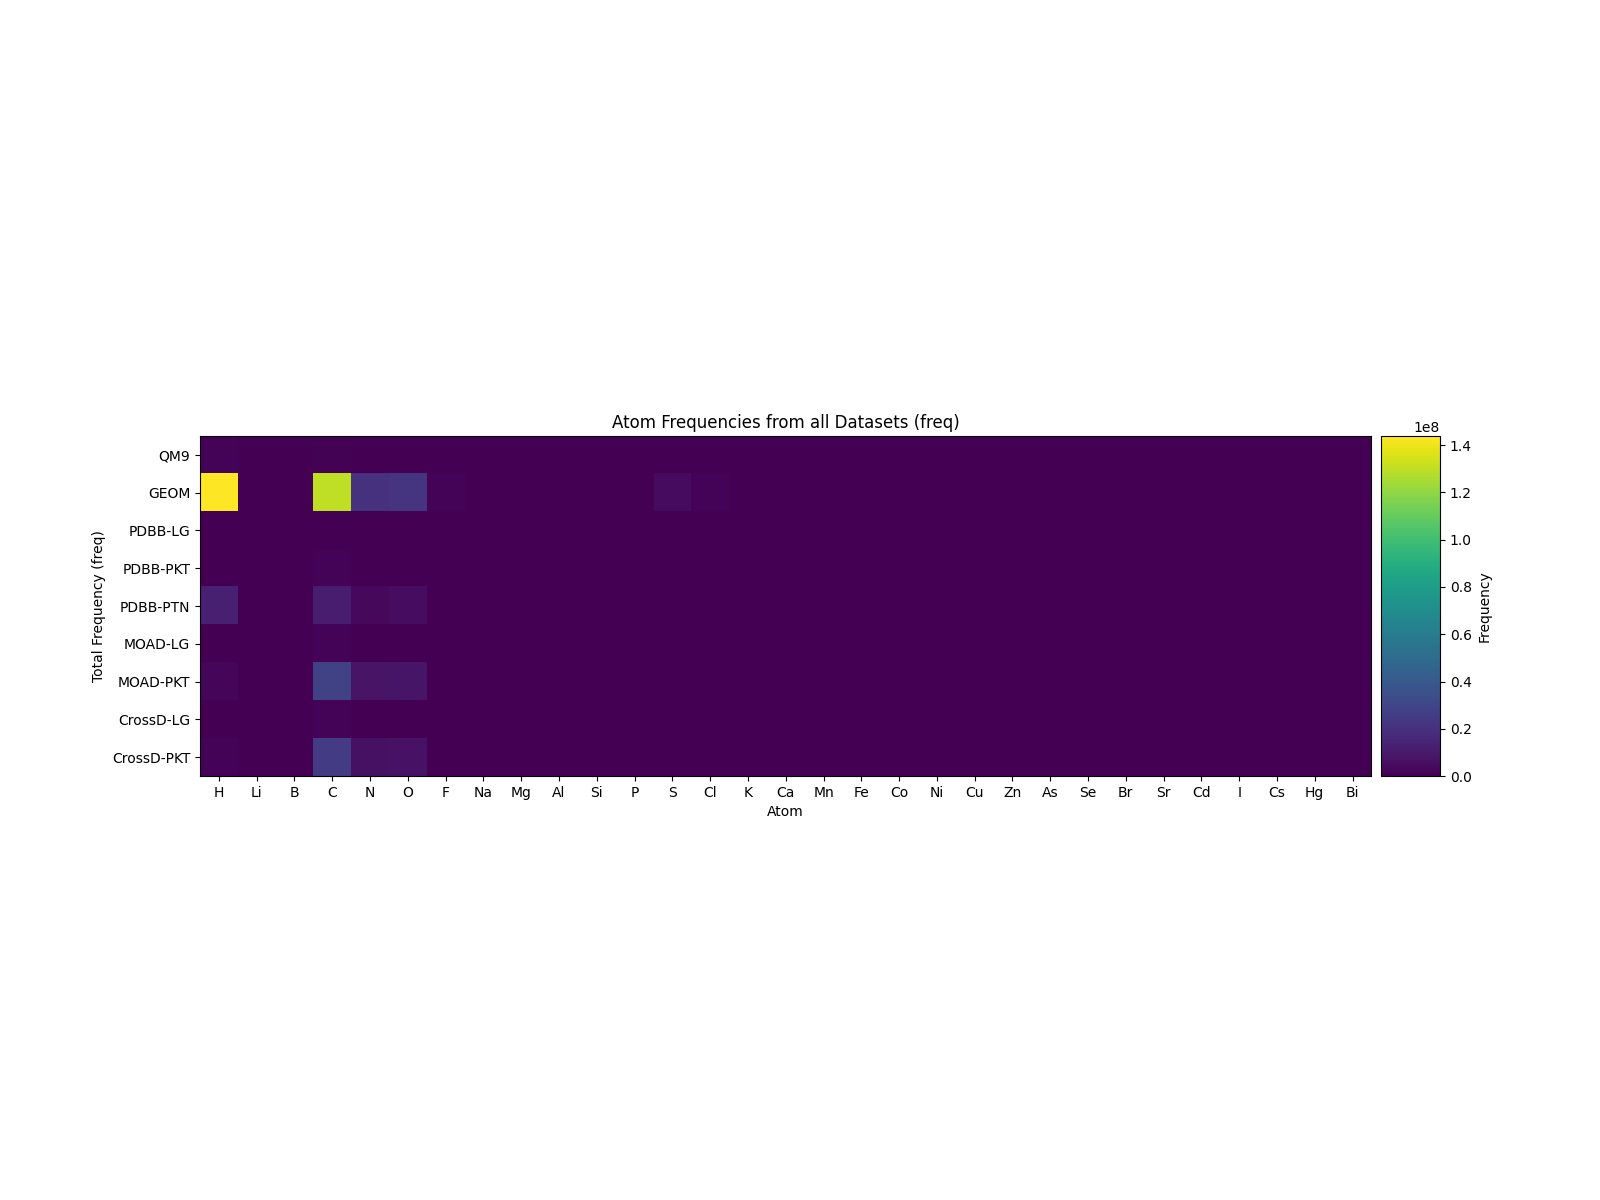 Atom Frequencies from all Datasets (freq)
1e8
QM9
GEOM
PDBB-LG
PDBB-PKT
PDBB-PTN
MOAD-LG
MOAD-PKT
CrossD-LG
CrossD-PKT
Total Frequency (freq)
H Li B C N O F Na Mg Al Si P S Cl K Ca Mn Fe Co Ni Cu Zn As Se Br Sr Cd I Cs Hg Bi
Atom
1.4
1.2
1.0
0.8
0.6
0.4
0.2
0.0
Frequency